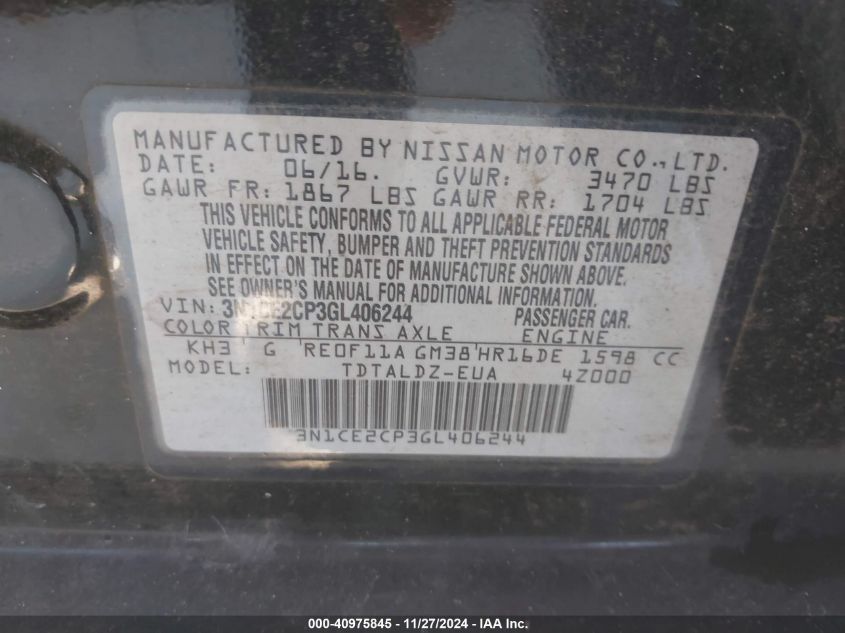 MANUFACTURED BY NISSAN MOTOR CO., LTD.
DATE: 06/16. GVWR: 3470 LBS
GAWR FR: 1867 LBS GAWR RR: 1704 LBS
THIS VEHICLE CONFORMS TO ALL APPLICABLE FEDERAL MOTOR
VEHICLE SAFETY, BUMPER AND THEFT PREVENTION STANDARDS
IN EFFECT ON THE DATE OF MANUFACTURE SHOWN ABOVE.
SEE OWNER'S MANUAL FOR ADDITIONAL INFORMATION.
VIN: 3N1CE2CP3GL406244 PASSENGER CAR.
COLOR TRIM TRANS AXLE ENGINE
KH3 G RE0F11A GM38 HR16DE 1598 CC
MODEL: TDTALDZ-EUA 4Z000
3N1CE2CP3GL406244
000-40975845 - 11/27/2024 - IAA Inc.